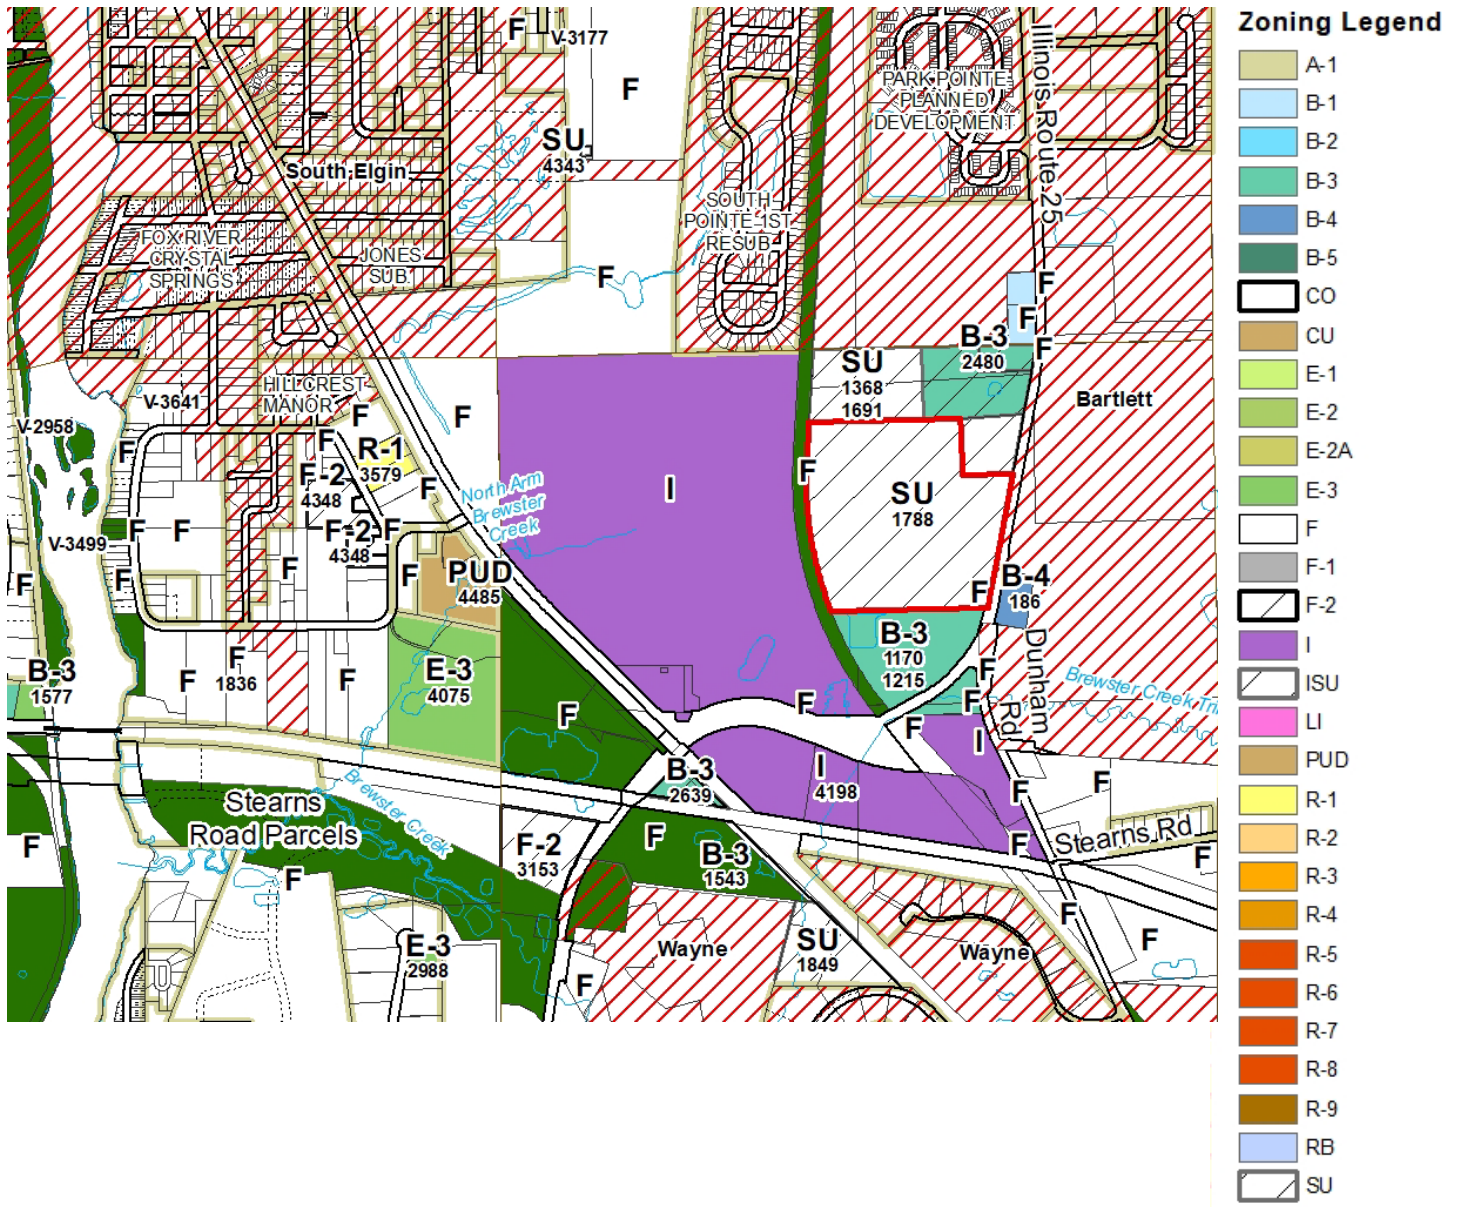 Zoning Legend
A-1
B-1
B-2
B-3
B-4
B-5
CO
CU
E-1
E-2
E-2A
E-3
F
F-1
F-2
I
ISU
LI
PUD
R-1
R-2
R-3
R-4
R-5
R-6
R-7
R-8
R-9
RB
SU
F
V-3177
F
SU
4343
South Elgin
FOX RIVER
CRYSTAL
SPRINGS
JONES
SUB
SOUTH
POINTE 1ST
RESUB
PARK POINTE
PLANNED
DEVELOPMENT
Illinois Route 25
F
F
F
F
B-3
2480
SU
1368
1691
Bartlett
HILLCREST
MANOR
V-3641
V-2958
F
F
F
F
R-1
3579
F-2
4348
F
North Arm
Brewster
Creek
I
F
SU
1788
F
F
V-3499
F-2
4348
F
F
F
F
F
PUD
4485
F
B-4
186
B-3
1170
1215
Dunham
Rd
Brewster Creek Tri
F
B-3
1577
F
F
1836
F
E-3
4075
F
F
F
F
F
I
I
4198
B-3
2639
F
F
Stearns Rd
F
F
Stearns
Road Parcels
Brewster Creek
F
F
F-2
3153
F
B-3
1543
F
F
E-3
2988
F
Wayne
SU
1849
Wayne